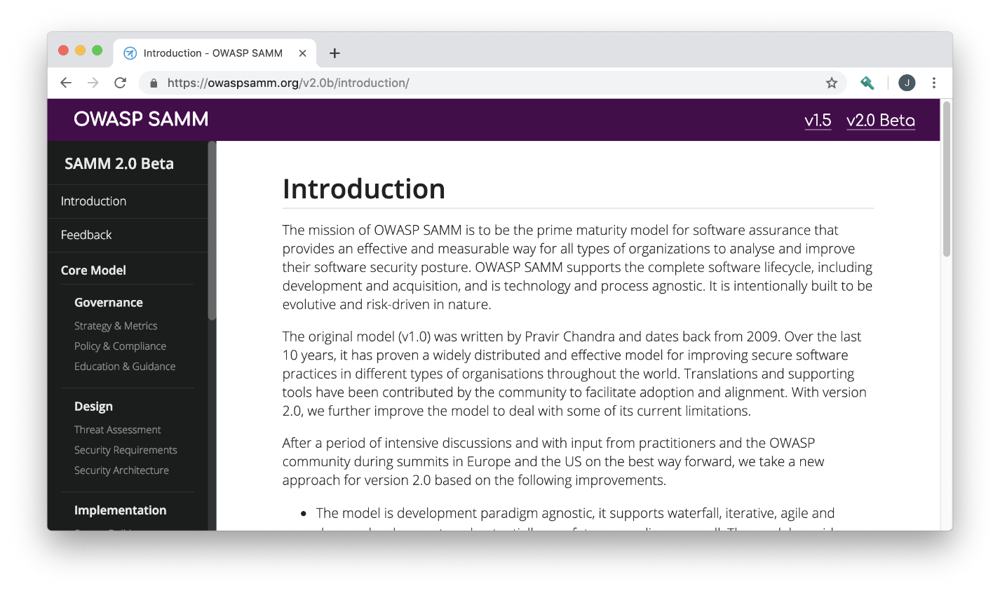 Introduction - OWASP SAMM
https://owaspsamm.org/v2.0b/introduction/
J
OWASP SAMM
v1.5 v2.0 Beta
SAMM 2.0 Beta
Introduction
Feedback
Core Model
Governance
Strategy & Metrics
Policy & Compliance
Education & Guidance
Design
Threat Assessment
Security Requirements
Security Architecture
Implementation
Introduction
The mission of OWASP SAMM is to be the prime maturity model for software assurance that
provides an effective and measurable way for all types of organizations to analyse and improve
their software security posture. OWASP SAMM supports the complete software lifecycle, including
development and acquisition, and is technology and process agnostic. It is intentionally built to be
evolutive and risk-driven in nature.
The original model (v1.0) was written by Pravir Chandra and dates back from 2009. Over the last
10 years, it has proven a widely distributed and effective model for improving secure software
practices in different types of organisations throughout the world. Translations and supporting
tools have been contributed by the community to facilitate adoption and alignment. With version
2.0, we further improve the model to deal with some of its current limitations.
After a period of intensive discussions and with input from practitioners and the OWASP
community during summits in Europe and the US on the best way forward, we take a new
approach for version 2.0 based on the following improvements.
• The model is development paradigm agnostic, it supports waterfall, iterative, agile and